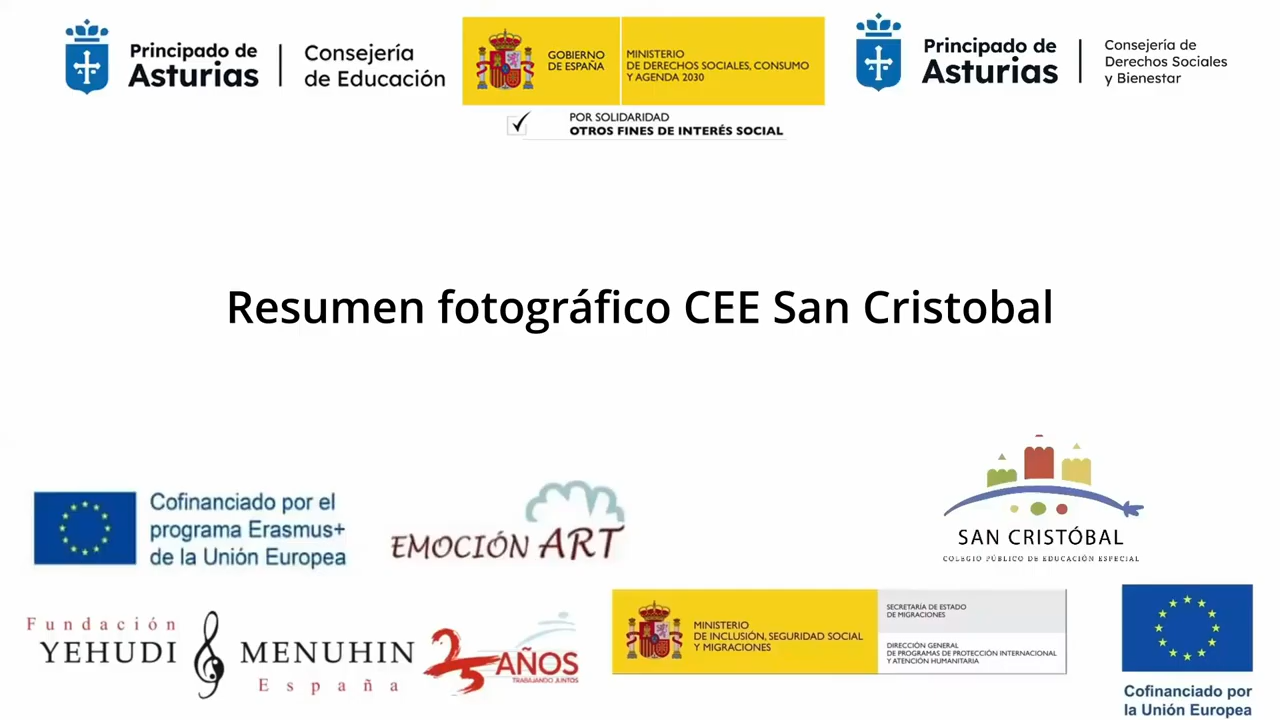 Principado de
Asturias
Consejería
de Educación
GOBIERNO
DE ESPAÑA
MINISTERIO
DE DERECHOS SOCIALES, CONSUMO
Y AGENDA 2030
POR SOLIDARIDAD
OTROS FINES DE INTERÉS SOCIAL
Principado de
Asturias
Consejería de
Derechos Sociales
y Bienestar
Resumen fotográfico CEE San Cristobal
Cofinanciado por el
programa Erasmus+
de la Unión Europea
EMOCIÓN ART
SAN CRISTÓBAL
COLEGIO PÚBLICO DE EDUCACIÓN ESPECIAL
Fundación
YEHUDI MENUHIN
España
25 AÑOS
TRABAJANDO JUNTOS
MINISTERIO
DE INCLUSIÓN, SEGURIDAD SOCIAL
Y MIGRACIONES
SECRETARÍA DE ESTADO
DE MIGRACIONES
DIRECCIÓN GENERAL
DE PROGRAMAS DE PROTECCIÓN INTERNACIONAL
Y ATENCIÓN HUMANITARIA
Cofinanciado por
la Unión Europea